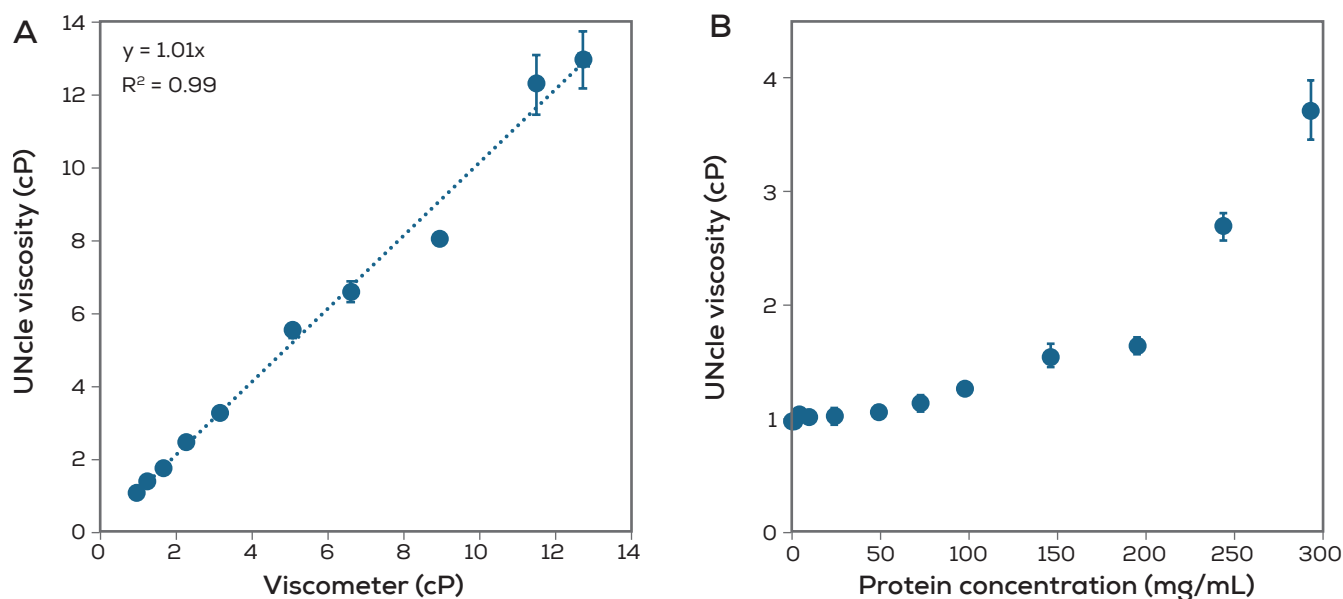 A
y = 1.01x
R² = 0.99
14
12
10
8
6
4
2
0
0 2 4 6 8 10 12 14
UNcle viscosity (cP)
Viscometer (cP)
B
4
3
2
1
0
0 50 100 150 200 250 300
UNcle viscosity (cP)
Protein concentration (mg/mL)